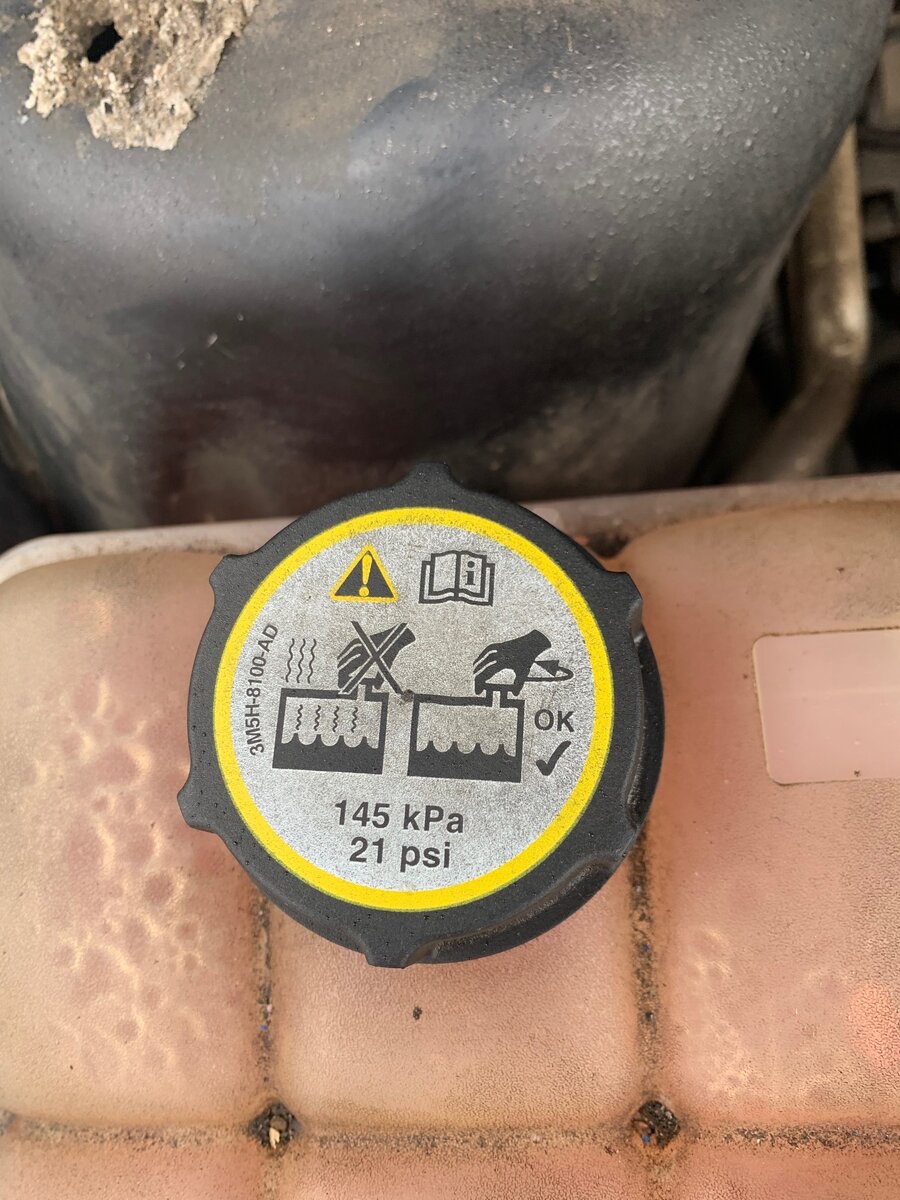 3M5H-8100-AD
OK
145 kPa
21 psi